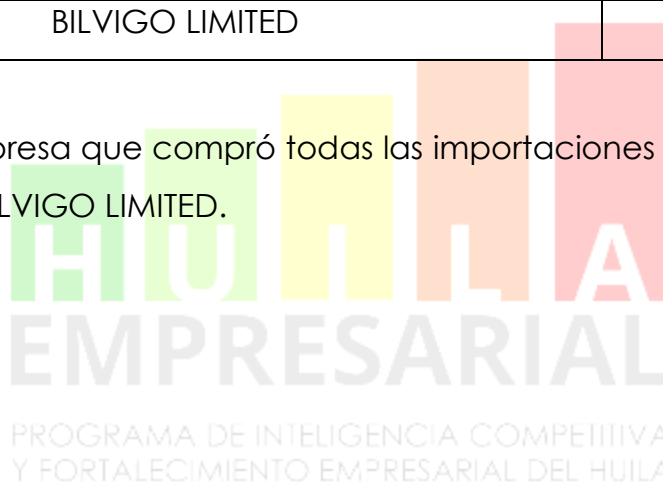 BILVIGO LIMITED
presa que compró todas las importaciones
LVIGO LIMITED.
HUILA
EMPRESARIAL
PROGRAMA DE INTELIGENCIA COMPETITIVA
Y FORTALECIMIENTO EMPRESARIAL DEL HUILA